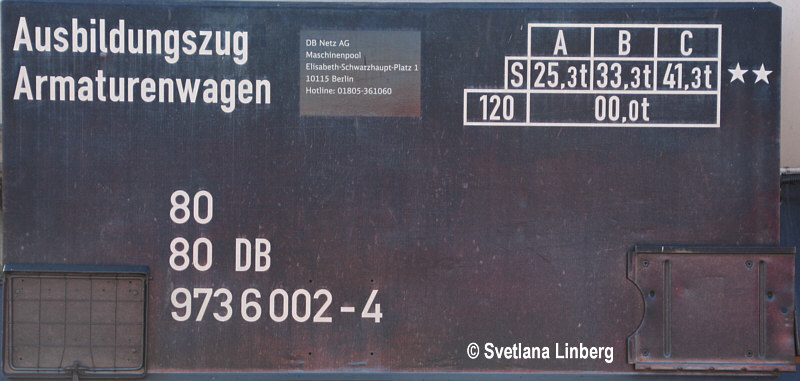 Ausbildungszug
Armaturenwagen
DB Netz AG
Maschinenpool
Elisabeth-Schwarzhaupt-Platz 1
10115 Berlin
Hotline: 01805-361060
A B C
S 25,3t 33,3t 41,3t ★★
120 00,0t
80
80 DB
973 6 002-4
© Svetlana Linberg